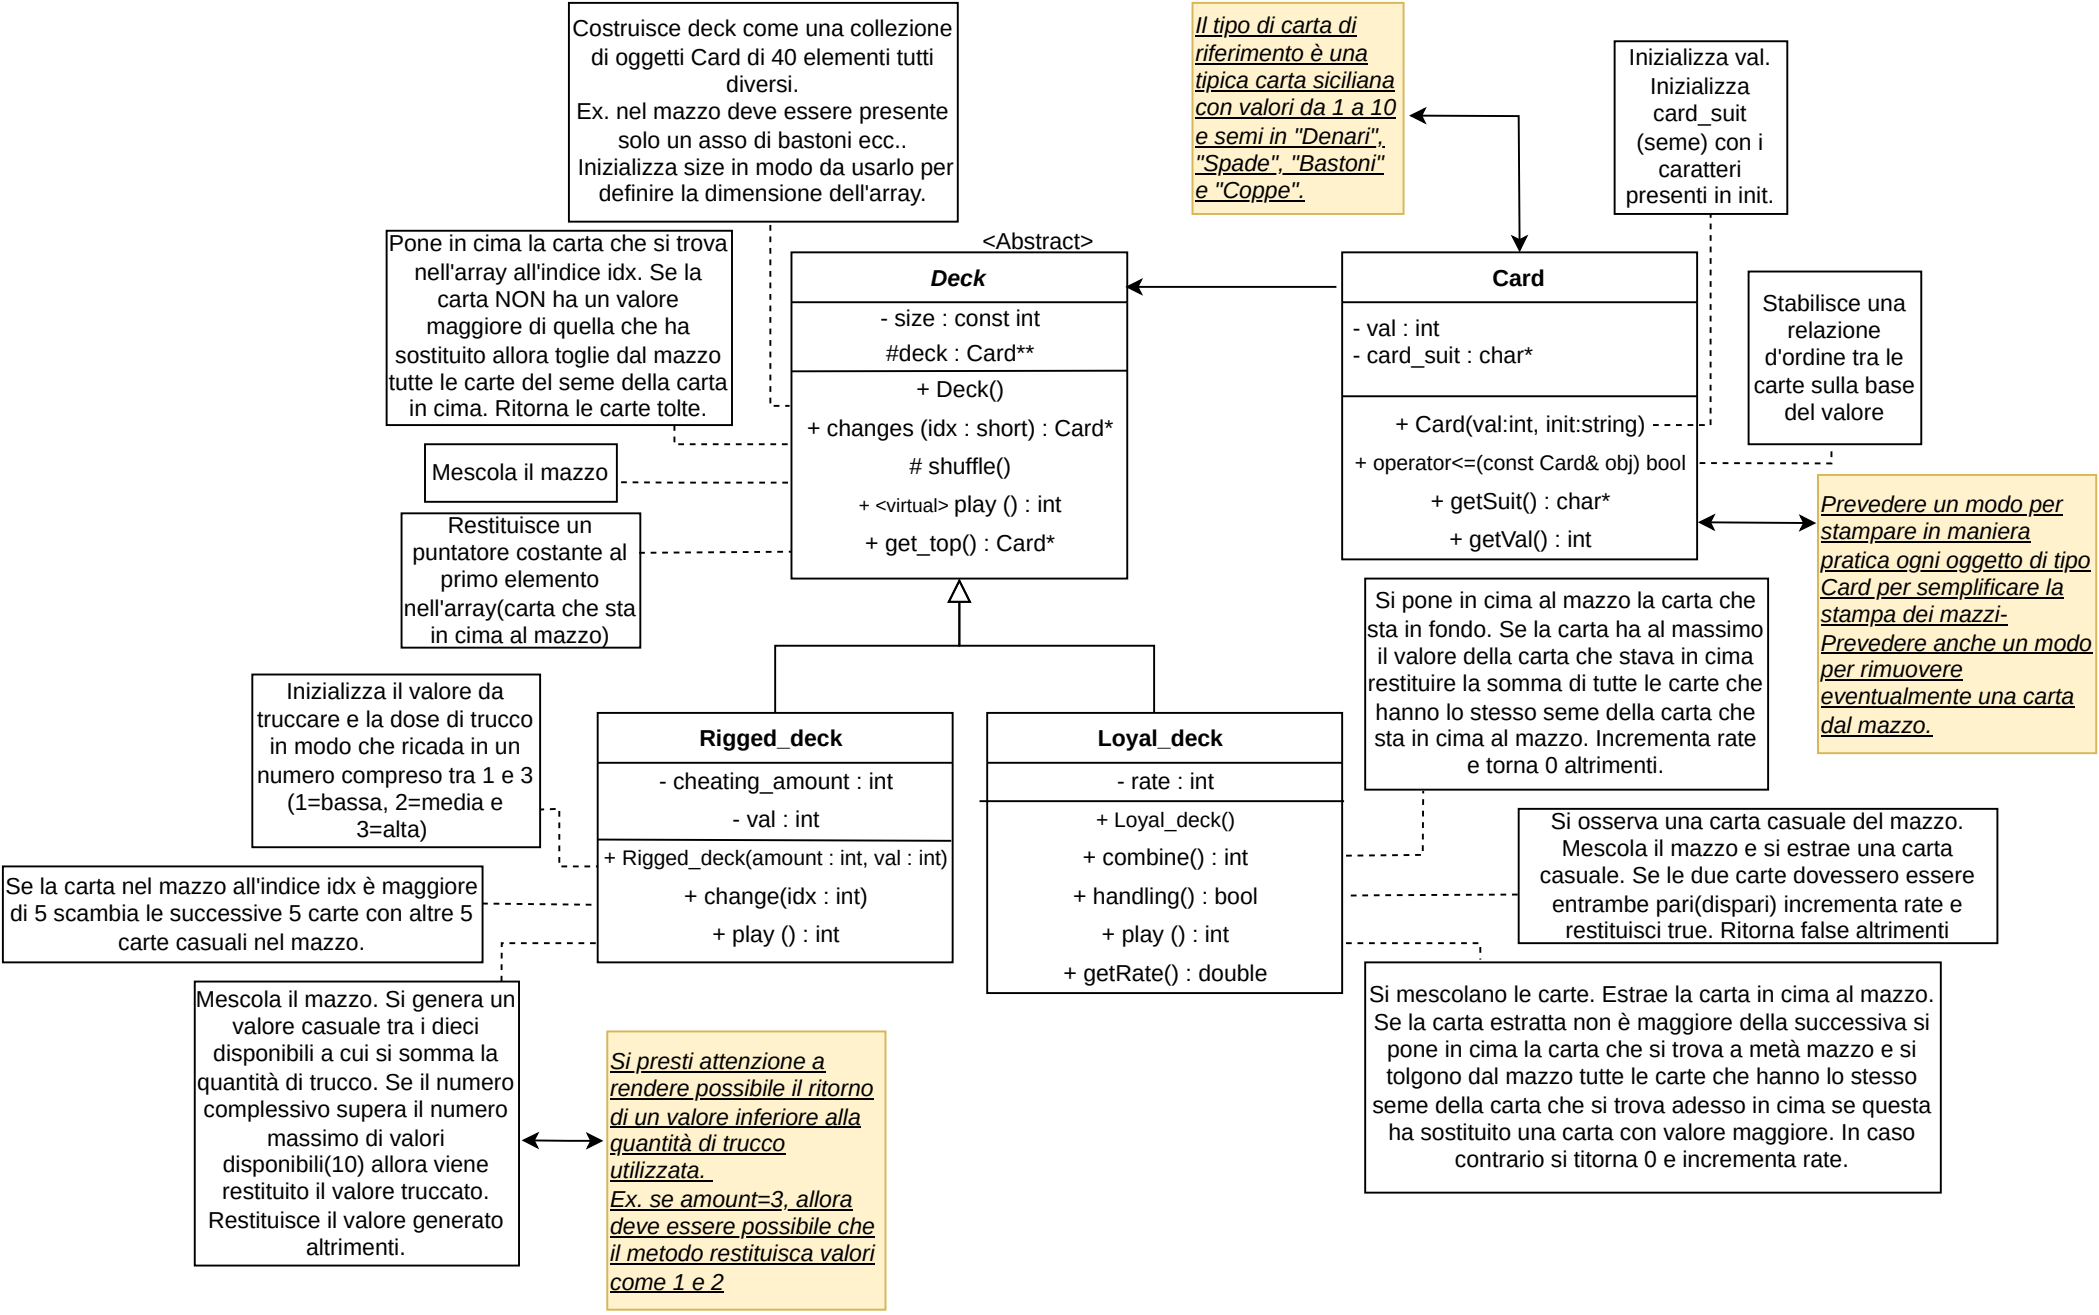 Costruisce deck come una collezione
di oggetti Card di 40 elementi tutti
diversi.
Ex. nel mazzo deve essere presente
solo un asso di bastoni ecc..
Inizializza size in modo da usarlo per
definire la dimensione dell'array.
Il tipo di carta di
riferimento è una
tipica carta siciliana
con valori da 1 a 10
e semi in "Denari",
"Spade", "Bastoni"
e "Coppe".
Inizializza val.
Inizializza
card_suit
(seme) con i
caratteri
presenti in init.
Pone in cima la carta che si trova
nell'array all'indice idx. Se la
carta NON ha un valore
maggiore di quella che ha
sostituito allora toglie dal mazzo
tutte le carte del seme della carta
in cima. Ritorna le carte tolte.
<Abstract>
Deck
- size : const int
#deck : Card**
+ Deck()
+ changes (idx : short) : Card*
# shuffle()
+ <virtual> play () : int
+ get_top() : Card*
Card
- val : int
- card_suit : char*
+ Card(val:int, init:string)
+ operator<=(const Card& obj) bool
+ getSuit() : char*
+ getVal() : int
Stabilisce una
relazione
d'ordine tra le
carte sulla base
del valore
Mescola il mazzo
Restituisce un
puntatore costante al
primo elemento
nell'array(carta che sta
in cima al mazzo)
Prevedere un modo per
stampare in maniera
pratica ogni oggetto di tipo
Card per semplificare la
stampa dei mazzi-
Prevedere anche un modo
per rimuovere
eventualmente una carta
dal mazzo.
Si pone in cima al mazzo la carta che
sta in fondo. Se la carta ha al massimo
il valore della carta che stava in cima
restituire la somma di tutte le carte che
hanno lo stesso seme della carta che
sta in cima al mazzo. Incrementa rate
e torna 0 altrimenti.
Inizializza il valore da
truccare e la dose di trucco
in modo che ricada in un
numero compreso tra 1 e 3
(1=bassa, 2=media e
3=alta)
Rigged_deck
- cheating_amount : int
- val : int
+ Rigged_deck(amount : int, val : int)
+ change(idx : int)
+ play () : int
Loyal_deck
- rate : int
+ Loyal_deck()
+ combine() : int
+ handling() : bool
+ play () : int
+ getRate() : double
Si osserva una carta casuale del mazzo.
Mescola il mazzo e si estrae una carta
casuale. Se le due carte dovessero essere
entrambe pari(dispari) incrementa rate e
restituisci true. Ritorna false altrimenti
Se la carta nel mazzo all'indice idx è maggiore
di 5 scambia le successive 5 carte con altre 5
carte casuali nel mazzo.
Si mescolano le carte. Estrae la carta in cima al mazzo.
Se la carta estratta non è maggiore della successiva si
pone in cima la carta che si trova a metà mazzo e si
tolgono dal mazzo tutte le carte che hanno lo stesso
seme della carta che si trova adesso in cima se questa
ha sostituito una carta con valore maggiore. In caso
contrario si titorna 0 e incrementa rate.
Mescola il mazzo. Si genera un
valore casuale tra i dieci
disponibili a cui si somma la
quantità di trucco. Se il numero
complessivo supera il numero
massimo di valori
disponibili(10) allora viene
restituito il valore truccato.
Restituisce il valore generato
altrimenti.
Si presti attenzione a
rendere possibile il ritorno
di un valore inferiore alla
quantità di trucco
utilizzata.
Ex. se amount=3, allora
deve essere possibile che
il metodo restituisca valori
come 1 e 2